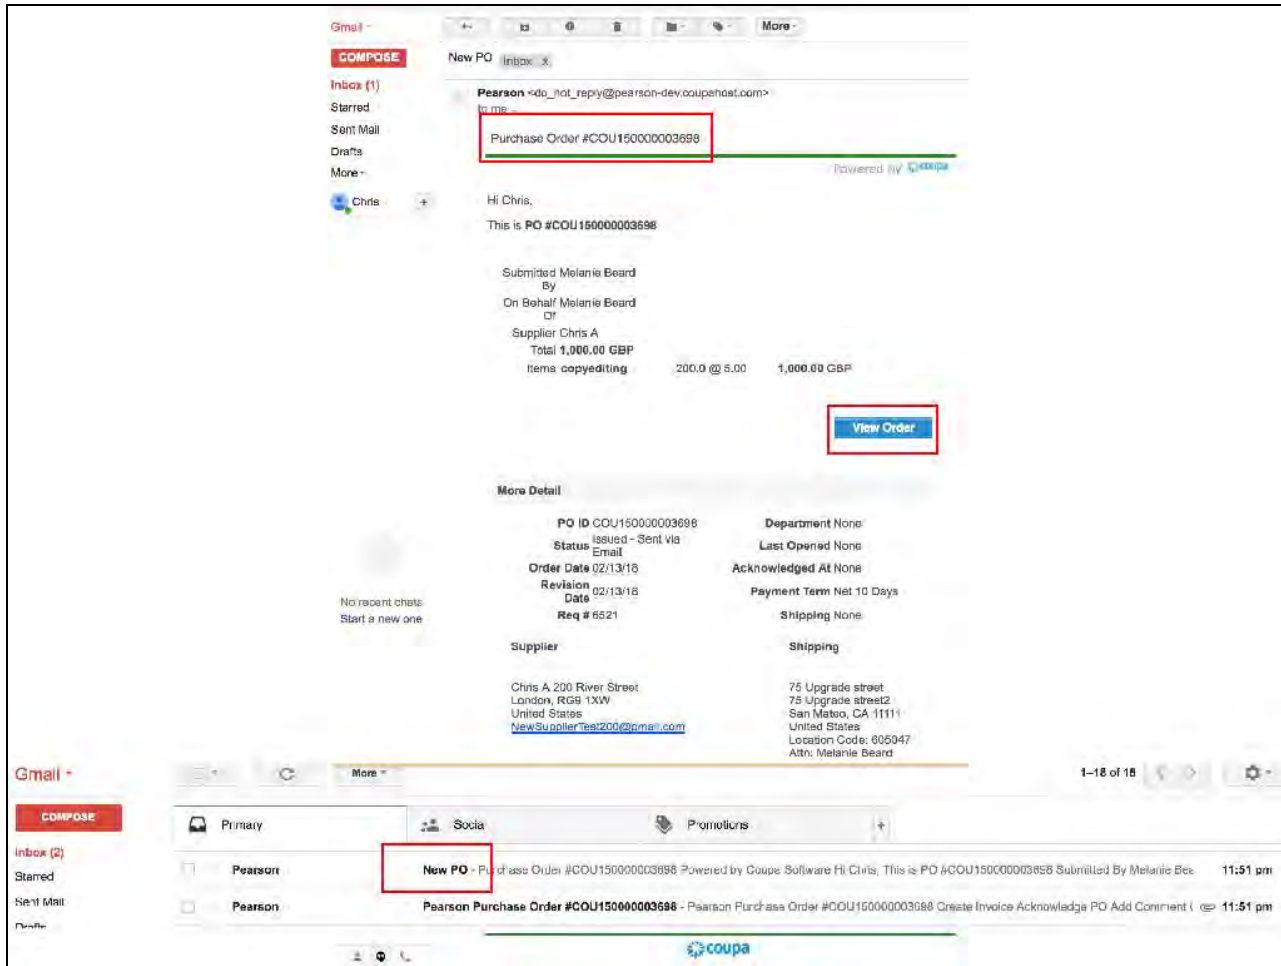 Gmail
More
COMPOSE
New PO Inbox x
Inbox (1)
Starred
Sent Mail
Drafts
More
Chris +
Pearson <do_not_reply@pearson-dev.coupahost.com>
to me
Purchase Order #COU150000003698
Powered by coupa
Hi Chris,
This is PO #COU150000003698
Submitted By Melanie Beard
On Behalf Of Melanie Beard
Supplier Chris A
Total 1,000.00 GBP
Items copyediting 200.0 @ 5.00 1,000.00 GBP
View Order
More Detail
PO ID COU150000003698 Department None
Status Issued - Sent via Email Last Opened None
Order Date 02/13/18 Acknowledged At None
Revision Date 02/13/18 Payment Term Net 10 Days
Req # 6521 Shipping None
No recent chats
Start a new one
Supplier
Chris A 200 River Street
London, RG9 1XW
United States
NewSupplierTest200@gmail.com
Shipping
75 Upgrade street
75 Upgrade street2
San Mateo, CA 11111
United States
Location Code: 605047
Attn: Melanie Beard
Gmail
More
1–18 of 18
COMPOSE
Primary Social Promotions +
Inbox (2)
Starred
Sent Mail
Drafts
Pearson New PO - Purchase Order #COU150000003698 Powered by Coupa Software Hi Chris, This is PO #COU150000003698 Submitted By Melanie Bea 11:51 pm
Pearson Pearson Purchase Order #COU150000003698 - Pearson Purchase Order #COU150000003698 Create Invoice Acknowledge PO Add Comment ( 11:51 pm
coupa